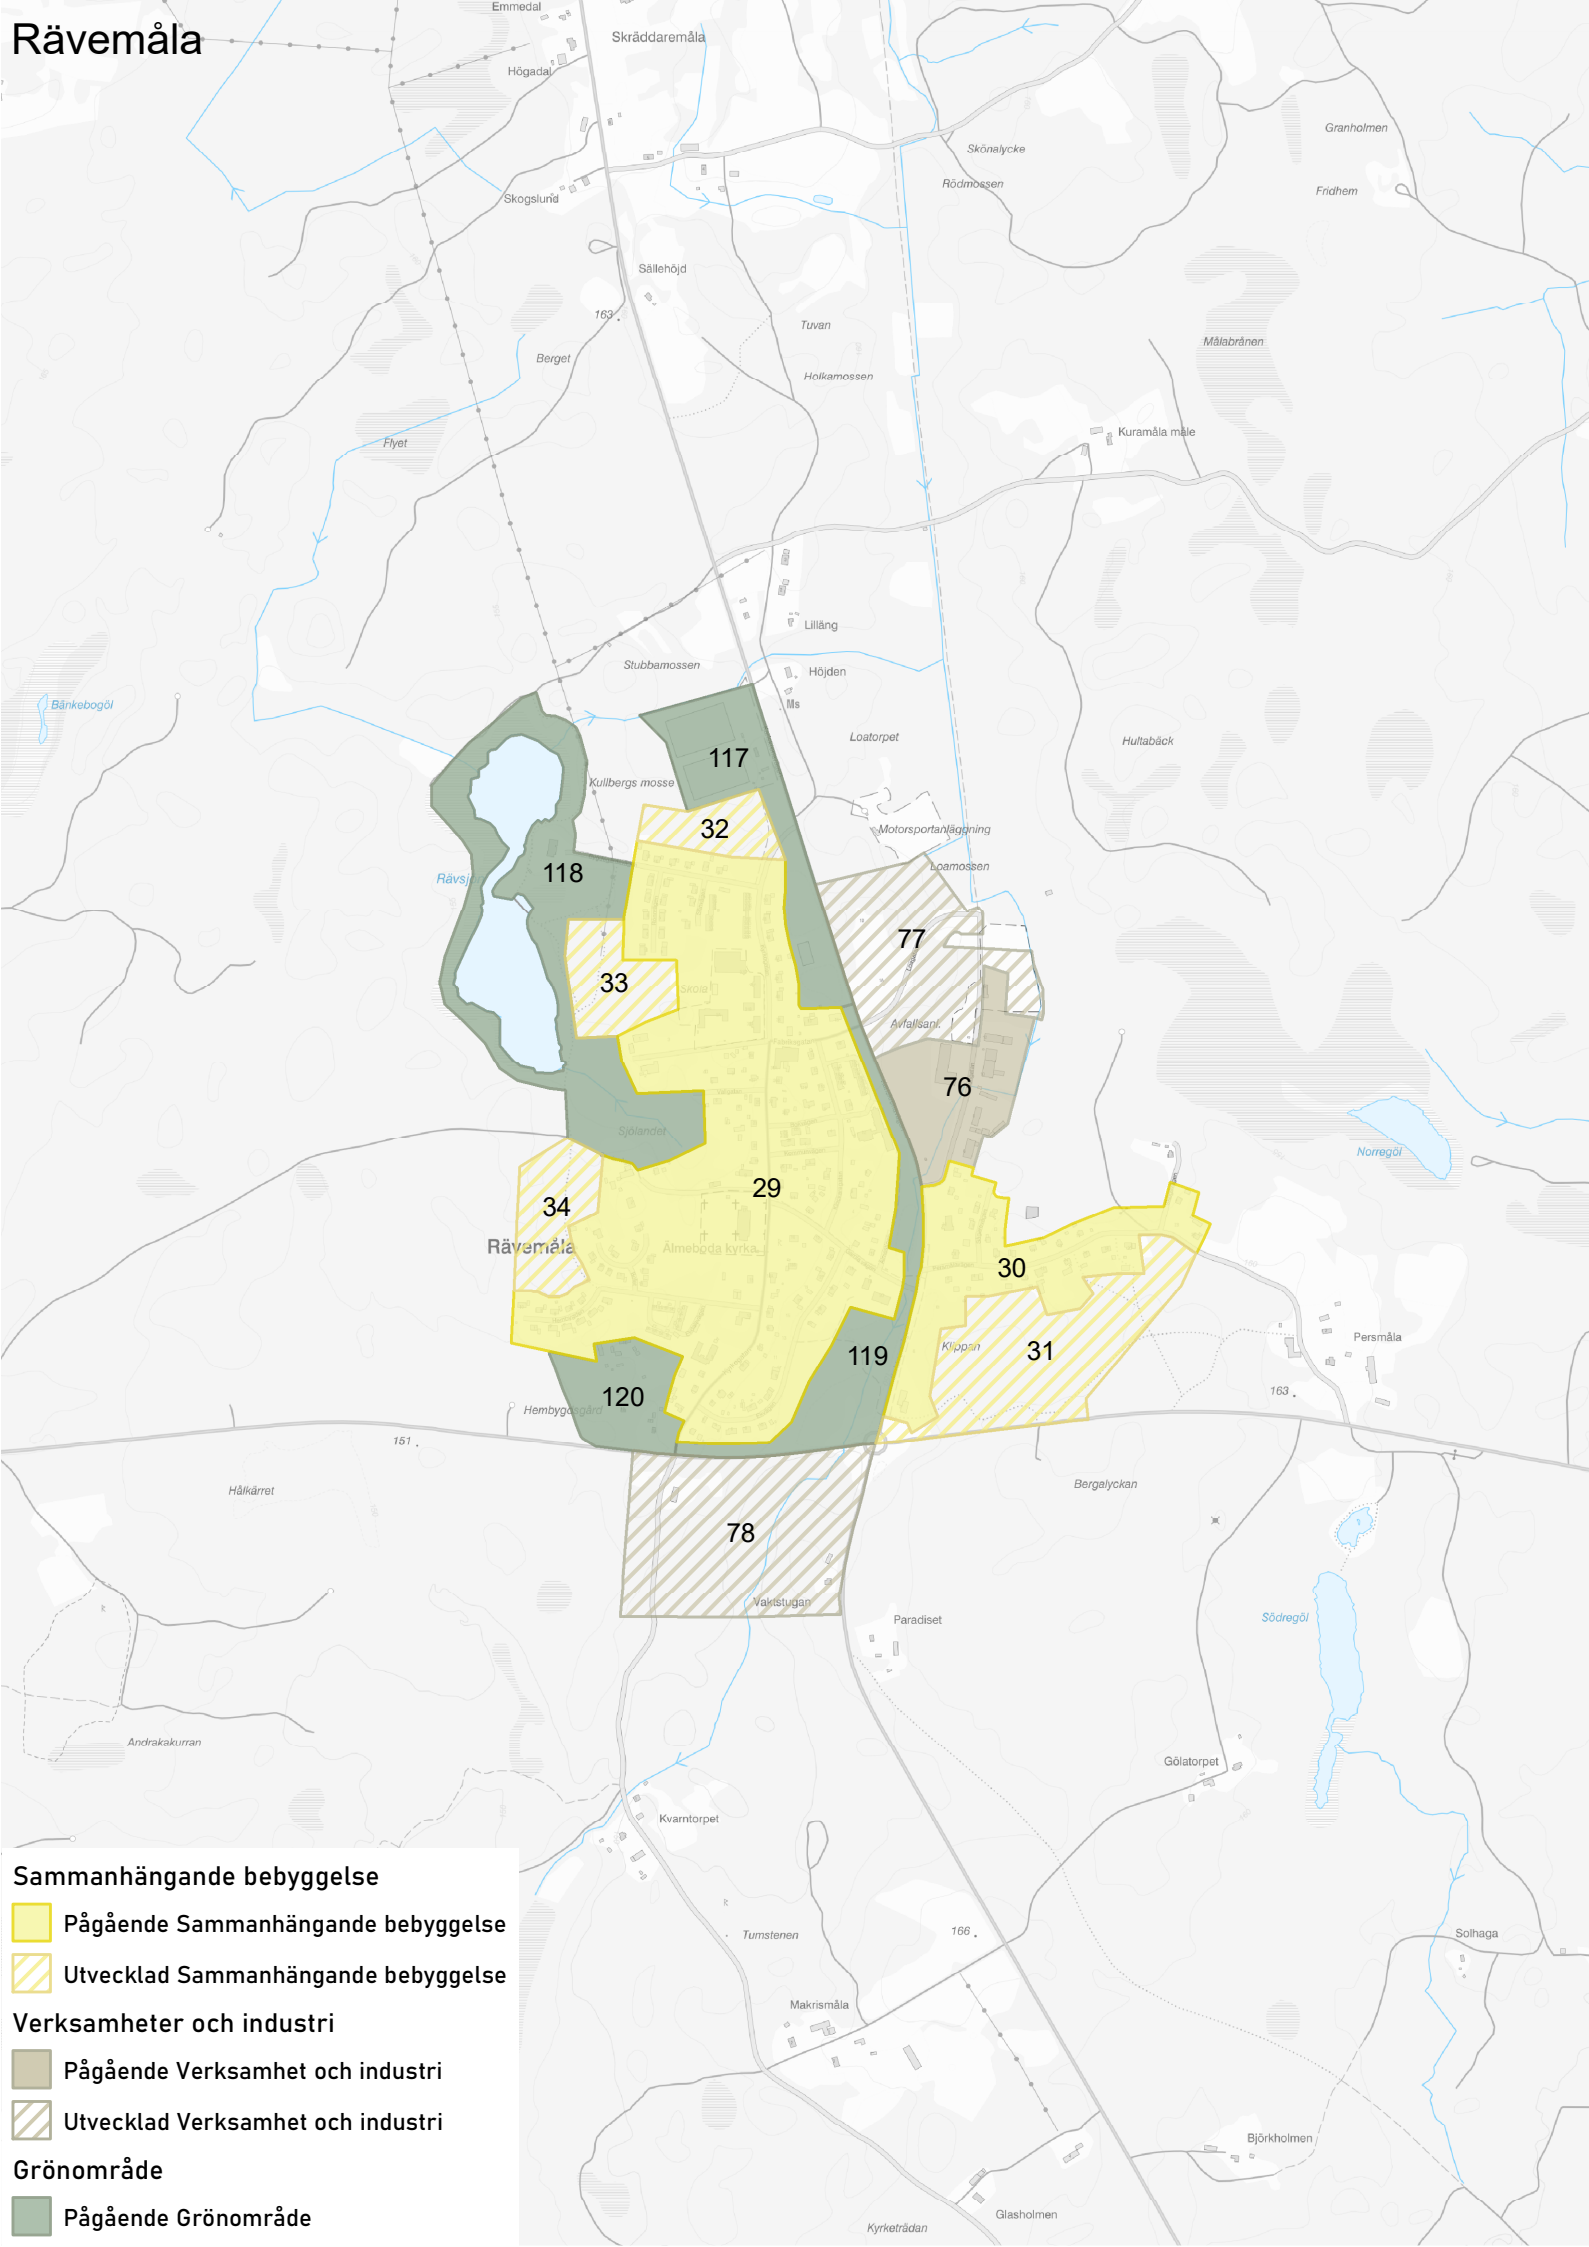 Rävemåla
Emmedal
Skräddaremåla
Högadal
Granholmen
Skönalycke
Rödmossen
Fridhem
Skogslund
Sällehöjd
163
Tuvan
Berget
Målabrånen
Holkamossen
Flyet
Kuramåla måle
Lilläng
Stubbamossen
Höjden
Ms
Bänkebogöl
Loatorpet
Hultabäck
117
Kullbergs mosse
32
Motorsportanläggning
Loamossen
118
77
33
SKOLA
Avfallsanl.
76
Sjölandet
Norregöl
29
34
Rävemåla
Älmeboda kyrka
30
119
Klippan
31
Persmåla
163
120
Hembygdsgård
151
Hålkärret
Bergalyckan
78
Vaktstugan
Paradiset
Södregöl
Andrakakurran
Gölatorpet
Kvarntorpet
Tumstenen
166
Solhaga
Makrismåla
Björkholmen
Glasholmen
Kyrketrädan
Sammanhängande bebyggelse
Pågående Sammanhängande bebyggelse
Utvecklad Sammanhängande bebyggelse
Verksamheter och industri
Pågående Verksamhet och industri
Utvecklad Verksamhet och industri
Grönområde
Pågående Grönområde